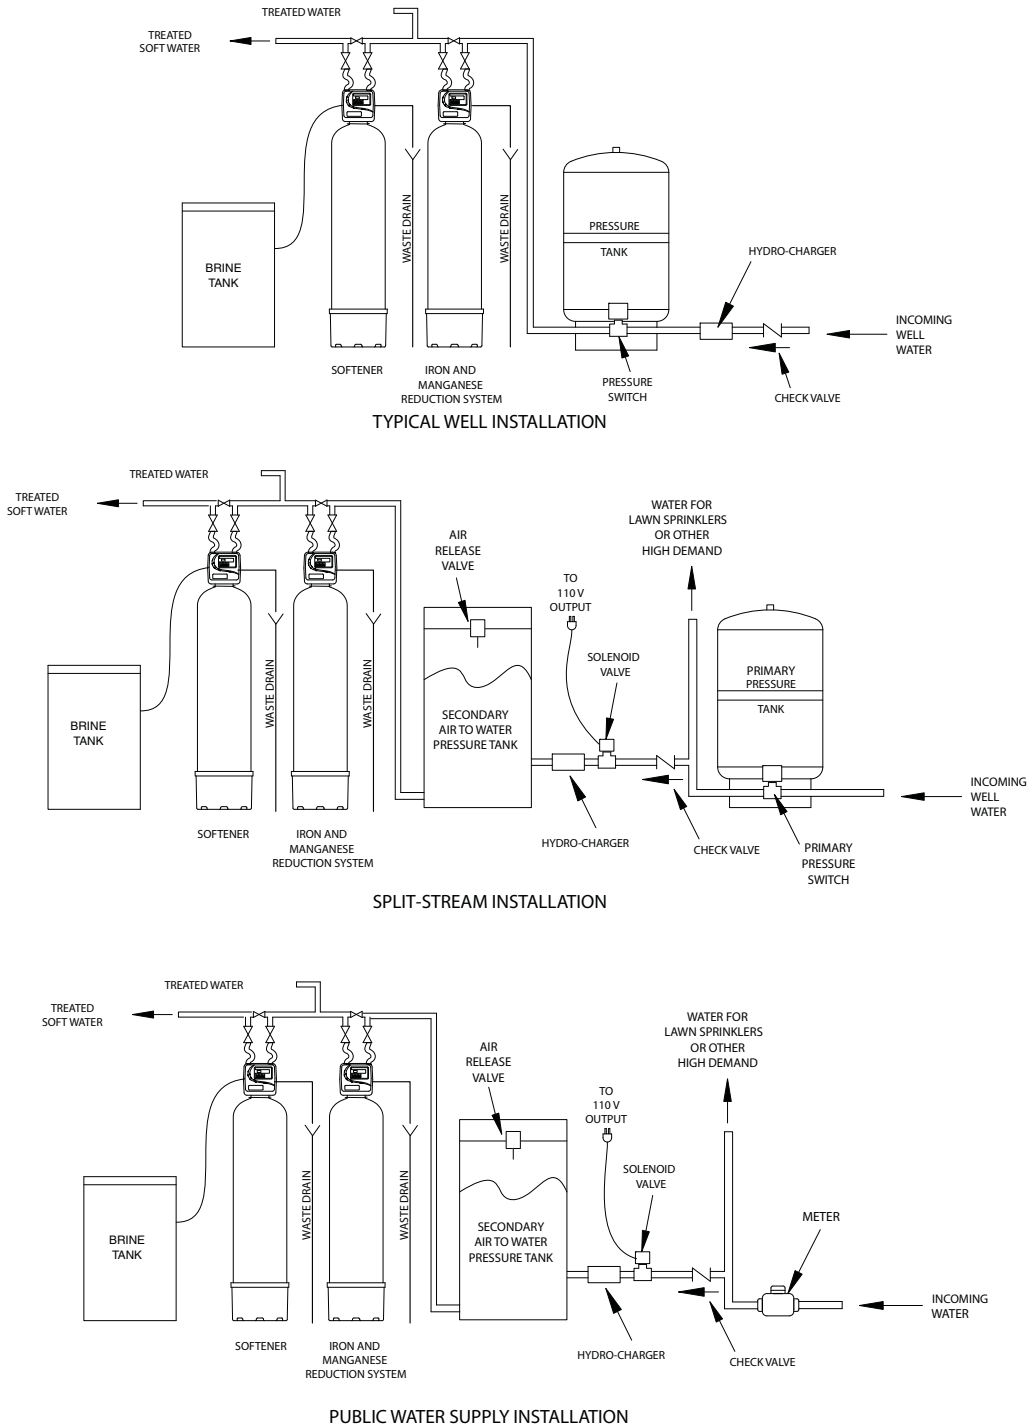 TREATED WATER
TREATED
SOFT WATER
WASTE DRAIN
WASTE DRAIN
PRESSURE
TANK
HYDRO-CHARGER
BRINE
TANK
INCOMING
WELL
WATER
SOFTENER
IRON AND
MANGANESE
REDUCTION SYSTEM
PRESSURE
SWITCH
CHECK VALVE
TYPICAL WELL INSTALLATION
TREATED WATER
TREATED
SOFT WATER
AIR
RELEASE
VALVE
WATER FOR
LAWN SPRINKLERS
OR OTHER
HIGH DEMAND
TO
110 V
OUTPUT
SOLENOID
VALVE
WASTE DRAIN
WASTE DRAIN
PRIMARY
PRESSURE
TANK
BRINE
TANK
SECONDARY
AIR TO WATER
PRESSURE TANK
INCOMING
WELL
WATER
SOFTENER
IRON AND
MANGANESE
REDUCTION SYSTEM
HYDRO-CHARGER
CHECK VALVE
PRIMARY
PRESSURE
SWITCH
SPLIT-STREAM INSTALLATION
TREATED WATER
TREATED
SOFT WATER
AIR
RELEASE
VALVE
WATER FOR
LAWN SPRINKLERS
OR OTHER
HIGH DEMAND
TO
110 V
OUTPUT
SOLENOID
VALVE
WASTE DRAIN
WASTE DRAIN
METER
BRINE
TANK
SECONDARY
AIR TO WATER
PRESSURE TANK
INCOMING
WATER
SOFTENER
IRON AND
MANGANESE
REDUCTION SYSTEM
HYDRO-CHARGER
CHECK VALVE
PUBLIC WATER SUPPLY INSTALLATION